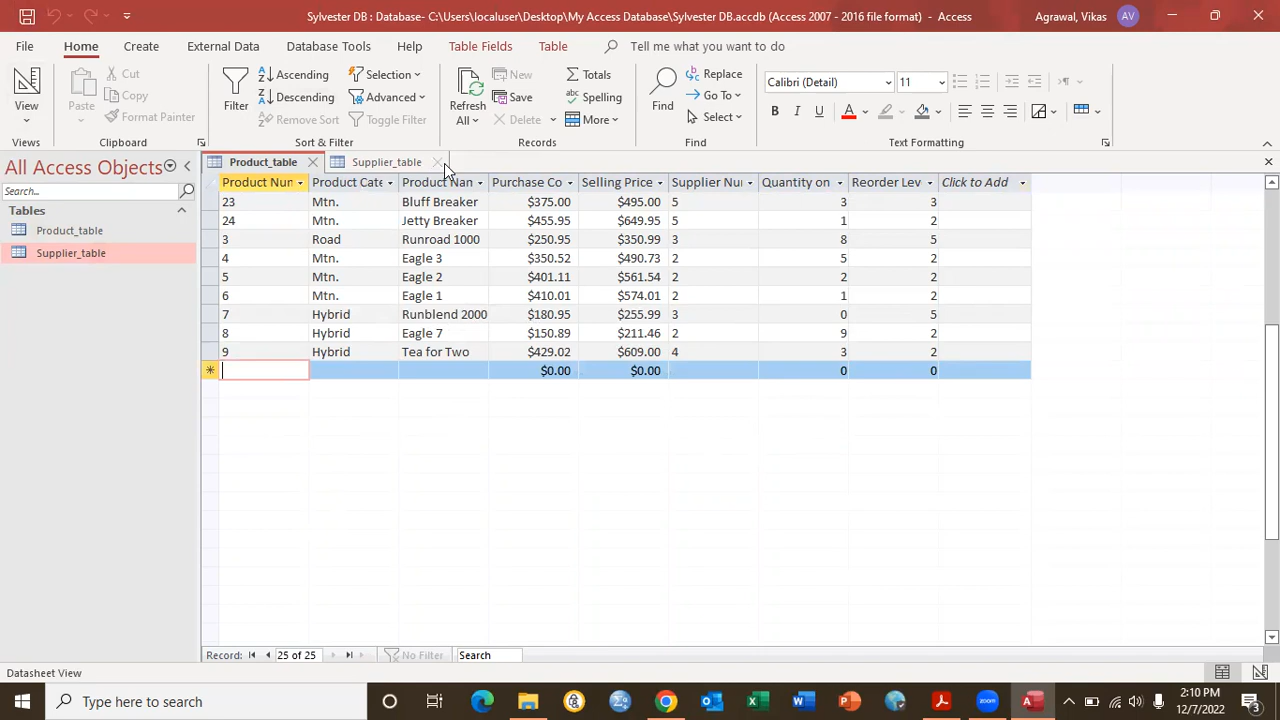 Sylvester DB : Database- C:\Users\localuser\Desktop\My Access Database\Sylvester DB.accdb (Access 2007 - 2016 file format) - Access Agrawal, Vikas AV
File Home Create External Data Database Tools Help Table Fields Table Tell me what you want to do
View
Views
Paste
Cut
Copy
Format Painter
Clipboard
Filter
Ascending
Descending
Remove Sort
Selection
Advanced
Toggle Filter
Sort & Filter
Refresh
All
New
Save
Delete
Totals
Spelling
More
Records
Find
Replace
Go To
Select
Find
Calibri (Detail) 11
B I U A
Text Formatting
All Access Objects
Search...
Tables
Product_table
Supplier_table
Product_table Supplier_table
Product Num Product Cate Product Nan Purchase Co Selling Price Supplier Nu Quantity on Reorder Lev Click to Add
23 Mtn. Bluff Breaker $375.00 $495.00 5 3 3
24 Mtn. Jetty Breaker $455.95 $649.95 5 1 2
3 Road Runroad 1000 $250.95 $350.99 3 8 5
4 Mtn. Eagle 3 $350.52 $490.73 2 5 2
5 Mtn. Eagle 2 $401.11 $561.54 2 2 2
6 Mtn. Eagle 1 $410.01 $574.01 2 1 2
7 Hybrid Runblend 2000 $180.95 $255.99 3 0 5
8 Hybrid Eagle 7 $150.89 $211.46 2 9 2
9 Hybrid Tea for Two $429.02 $609.00 4 3 2
$0.00 $0.00 0 0
Record: 25 of 25 No Filter Search
Datasheet View
Type here to search
2:10 PM
12/7/2022
3